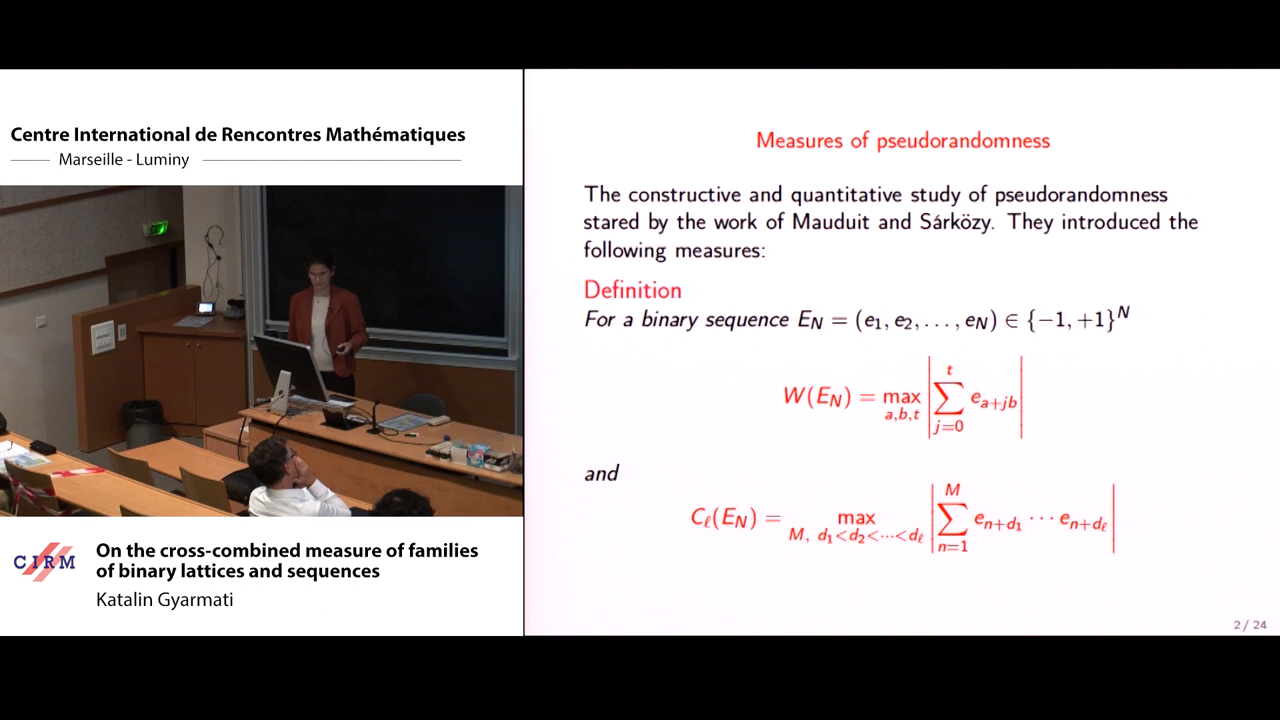 Centre International de Rencontres Mathématiques
Marseille - Luminy
CIRM
On the cross-combined measure of families
of binary lattices and sequences
Katalin Gyarmati
Measures of pseudorandomness
The constructive and quantitative study of pseudorandomness
stared by the work of Mauduit and Sárközy. They introduced the
following measures:
Definition
For a binary sequence E_N = (e_1, e_2, . . . , e_N) ∈ {−1, +1}^N
W(E_N) = max_{a,b,t} |∑_{j=0}^{t} e_{a+jb}|
and
C_ℓ(E_N) = max_{M, d_1<d_2<···<d_ℓ} |∑_{n=1}^{M} e_{n+d_1} · · · e_{n+d_ℓ}|
2 / 24